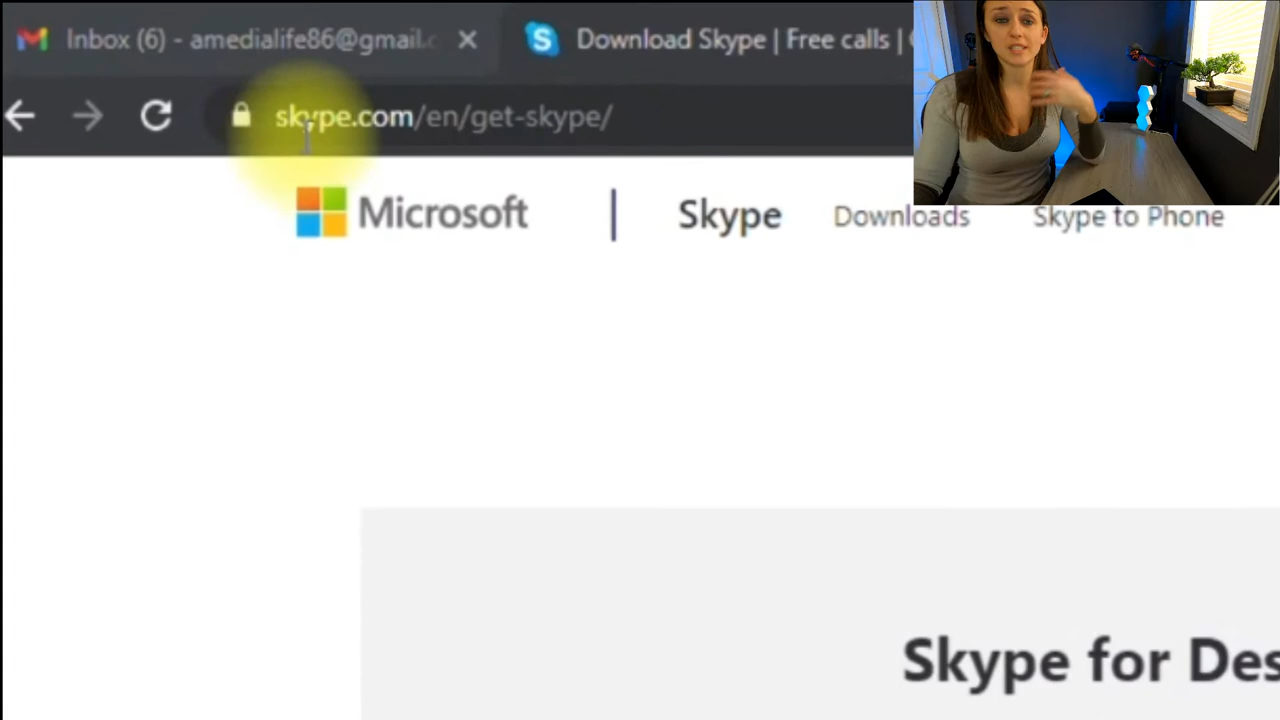 Inbox (6) - amedialife86@gmail.c
Download Skype | Free calls |
skype.com/en/get-skype/
Microsoft | Skype Downloads Skype to Phone
Skype for Des